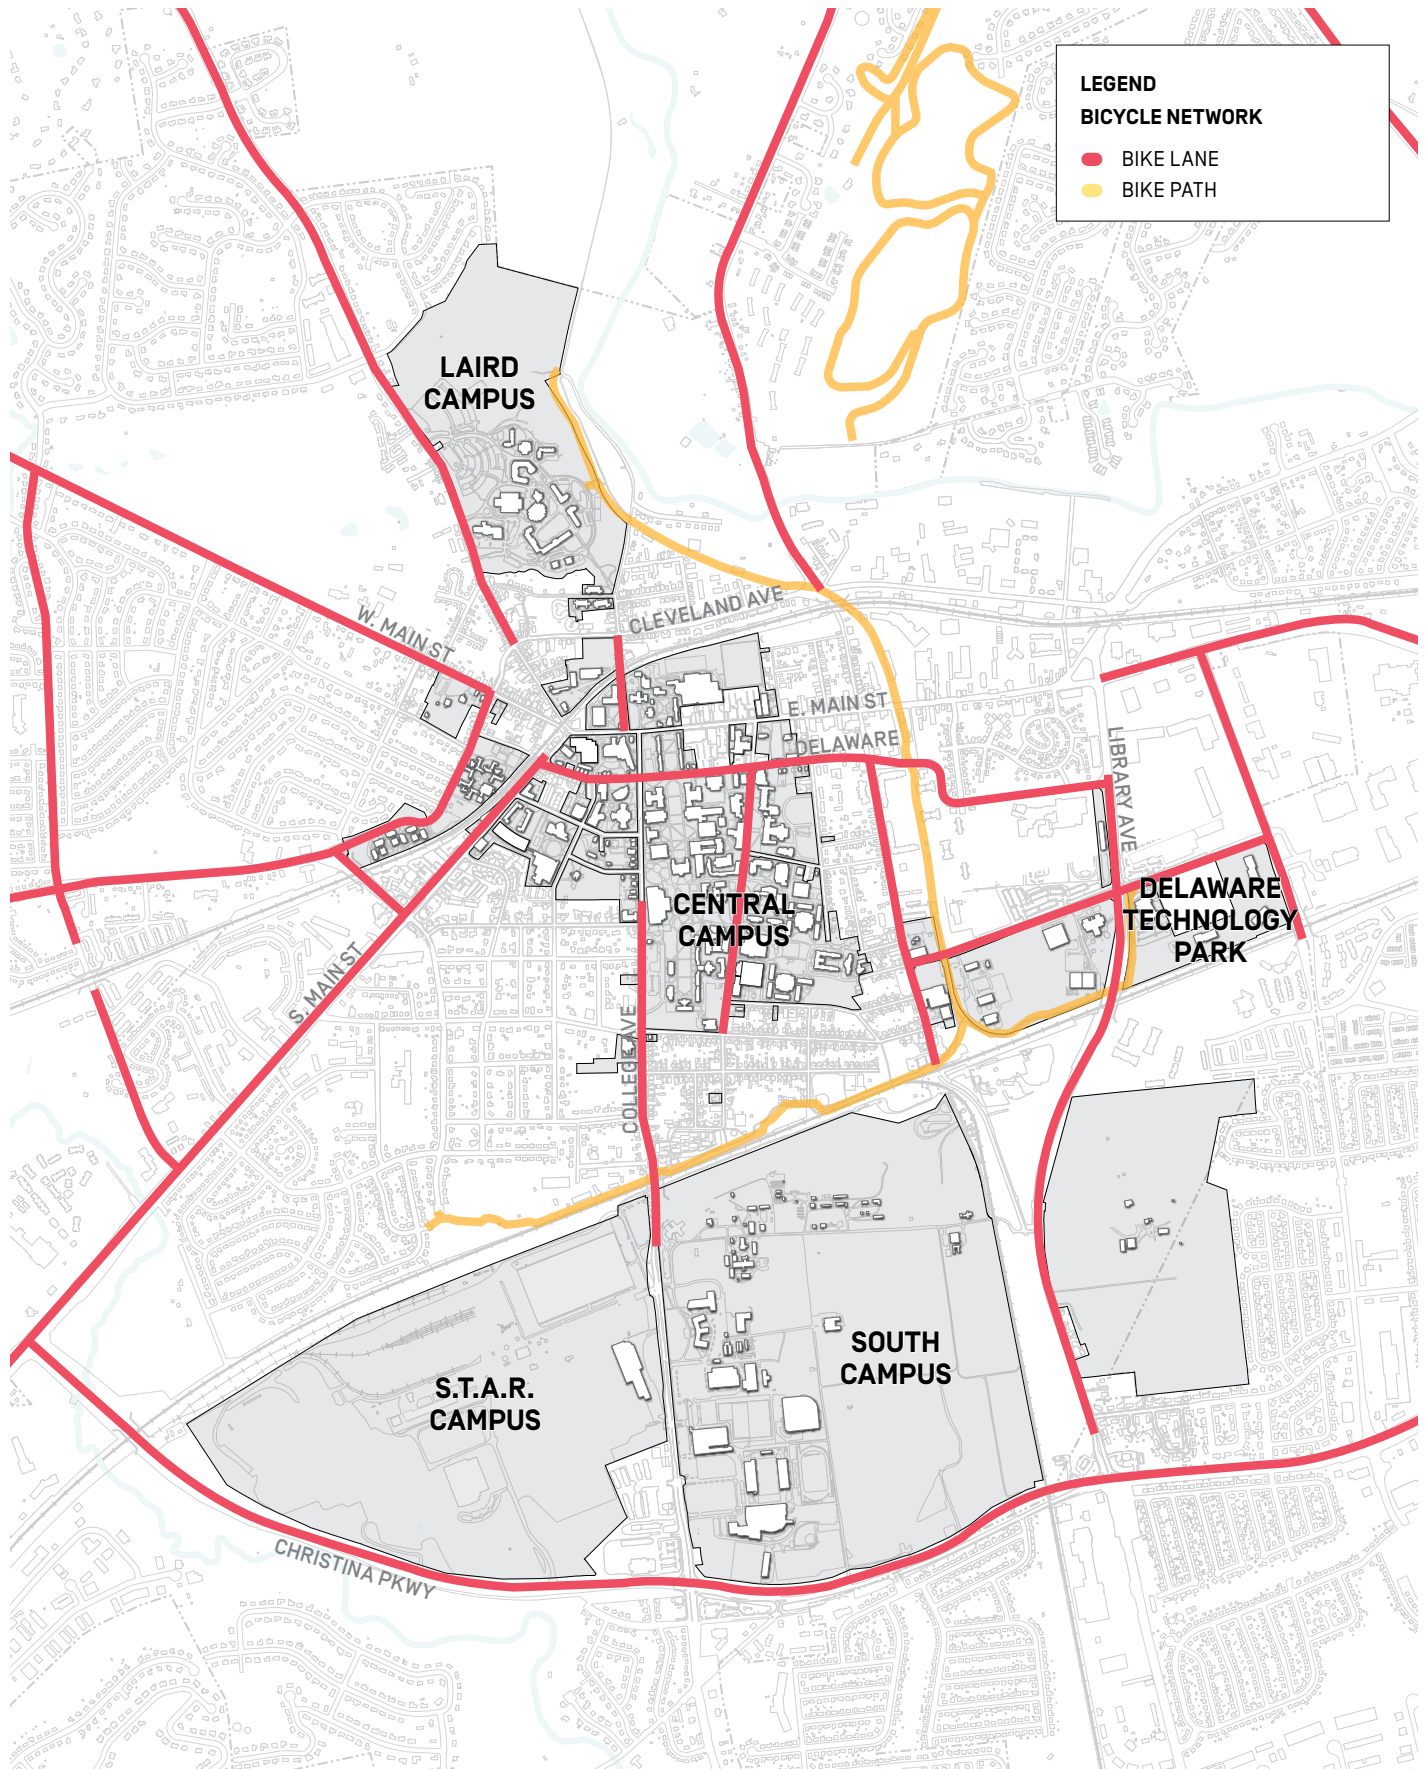 LEGEND
BICYCLE NETWORK
BIKE LANE
BIKE PATH
LAIRD
CAMPUS
CLEVELAND AVE
W. MAIN ST
E. MAIN ST
DELAWARE
LIBRARY AVE
DELAWARE
TECHNOLOGY
PARK
CENTRAL
CAMPUS
S. MAIN ST
COLLEGE AVE
SOUTH
CAMPUS
S.T.A.R.
CAMPUS
CHRISTINA PKWY